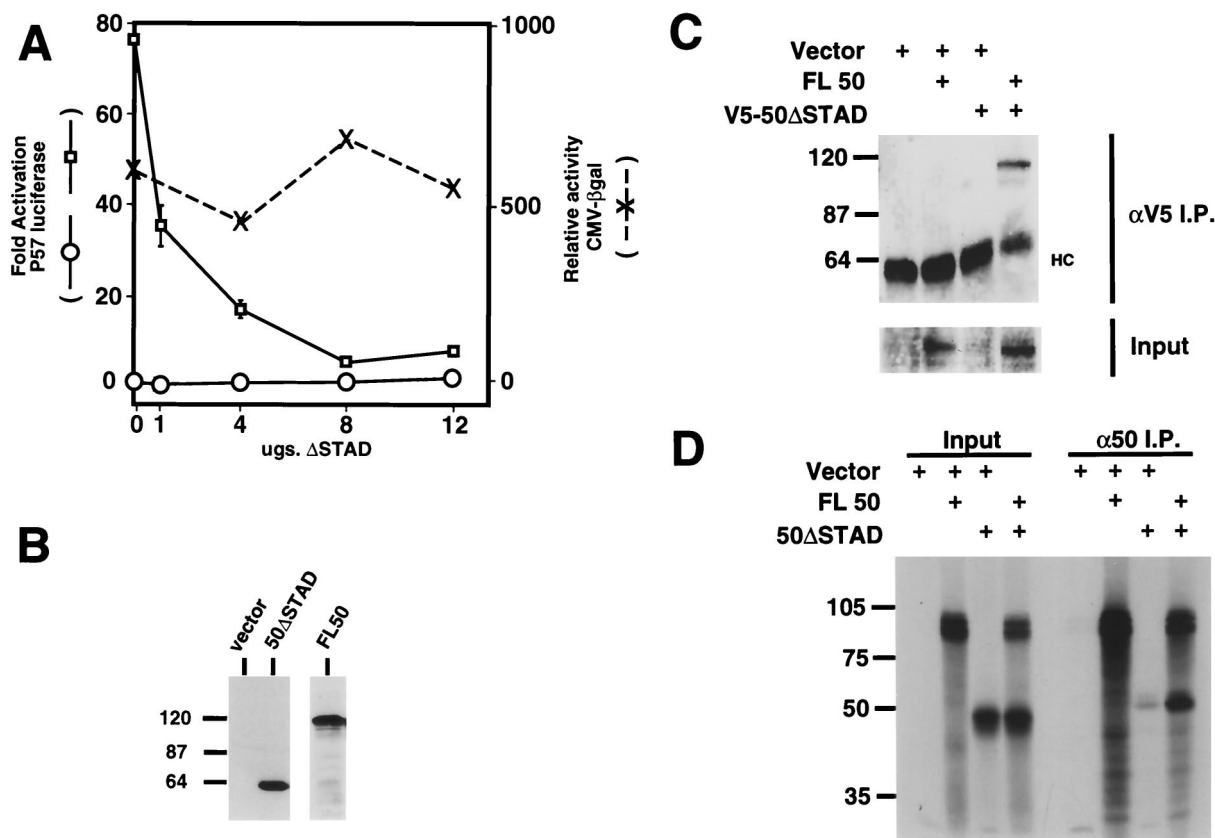 A
80
60
40
20
0
Fold Activation
P57 luciferase
1000
500
0
Relative activity
CMV-βgal
0 1 4 8 12
ugs. ΔSTAD
B
vector
50ΔSTAD
FL50
120
87
64
C
Vector + + +
FL 50 + +
V5-50ΔSTAD + +
120
87
64
HC
αV5 I.P.
Input
D
Input α50 I.P.
Vector + + + + + +
FL 50 + + + +
50ΔSTAD + + + +
105
75
50
35